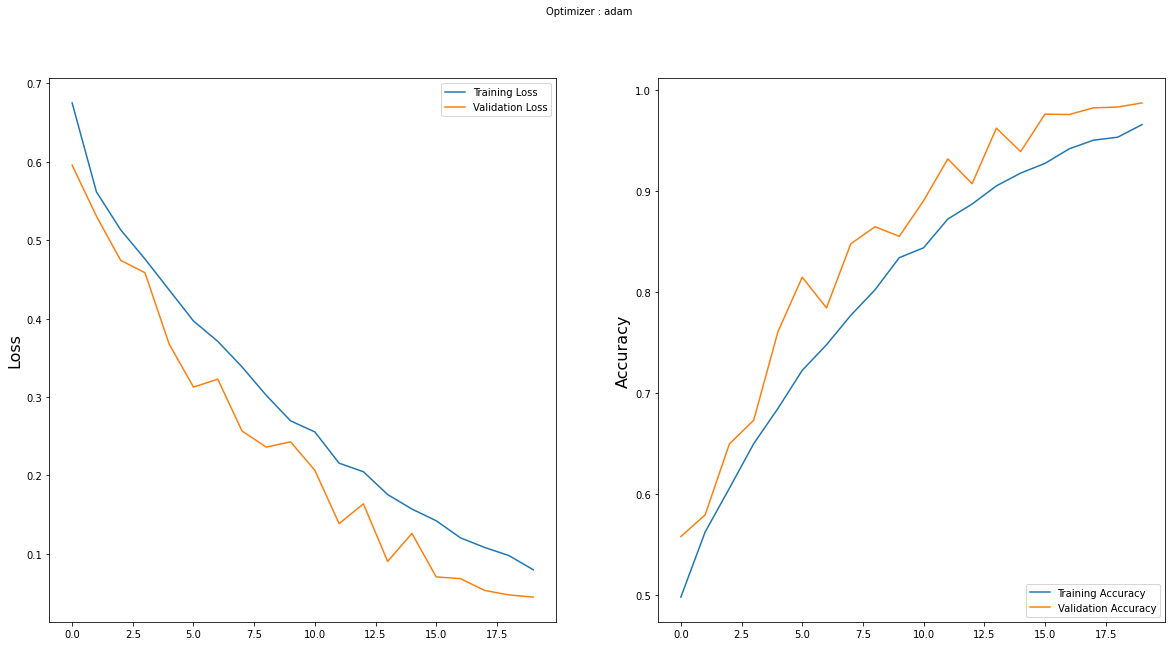 Optimizer : adam
0.7
0.6
0.5
0.4
0.3
0.2
0.1
Loss
0.0 2.5 5.0 7.5 10.0 12.5 15.0 17.5
Training Loss
Validation Loss
1.0
0.9
0.8
0.7
0.6
0.5
Accuracy
0.0 2.5 5.0 7.5 10.0 12.5 15.0 17.5
Training Accuracy
Validation Accuracy